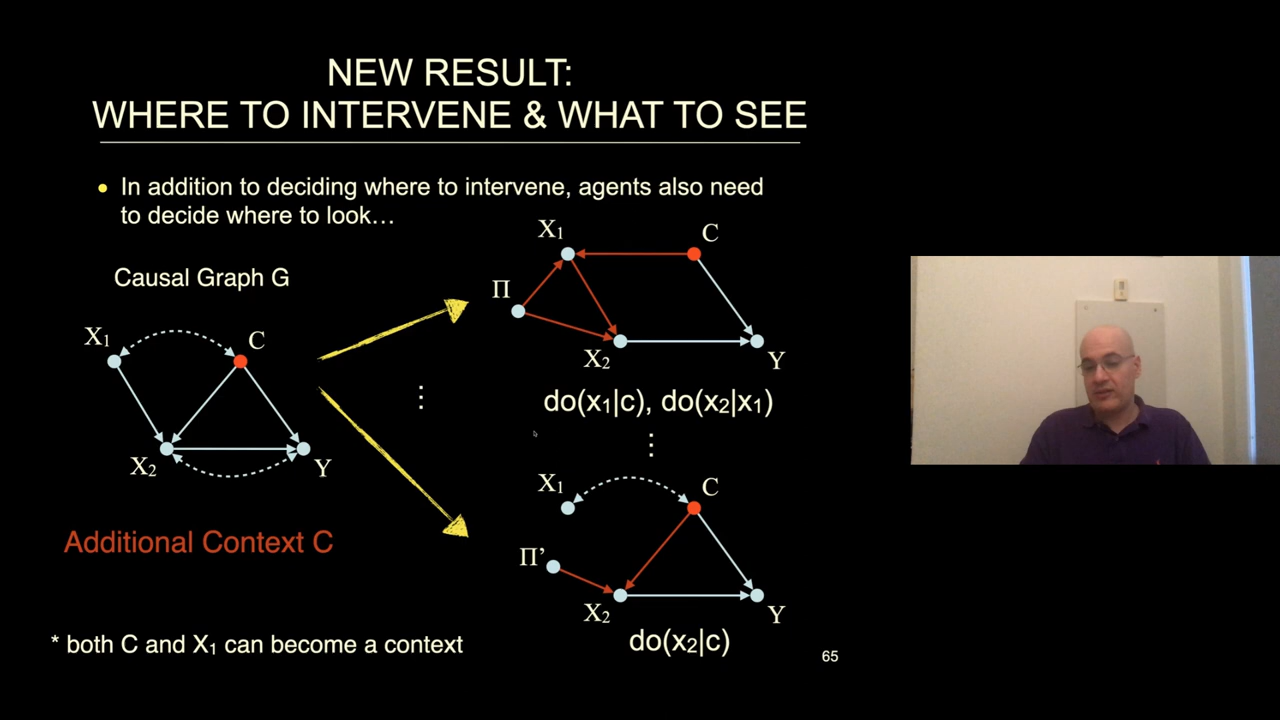 NEW RESULT:
WHERE TO INTERVENE & WHAT TO SEE
• In addition to deciding where to intervene, agents also need
to decide where to look…
Causal Graph G
X₁
C
X₂
Y
Additional Context C
* both C and X₁ can become a context
⋮
X₁
C
Π
X₂
Y
do(x₁|c), do(x₂|x₁)
⋮
X₁
C
Π’
X₂
Y
do(x₂|c)
65